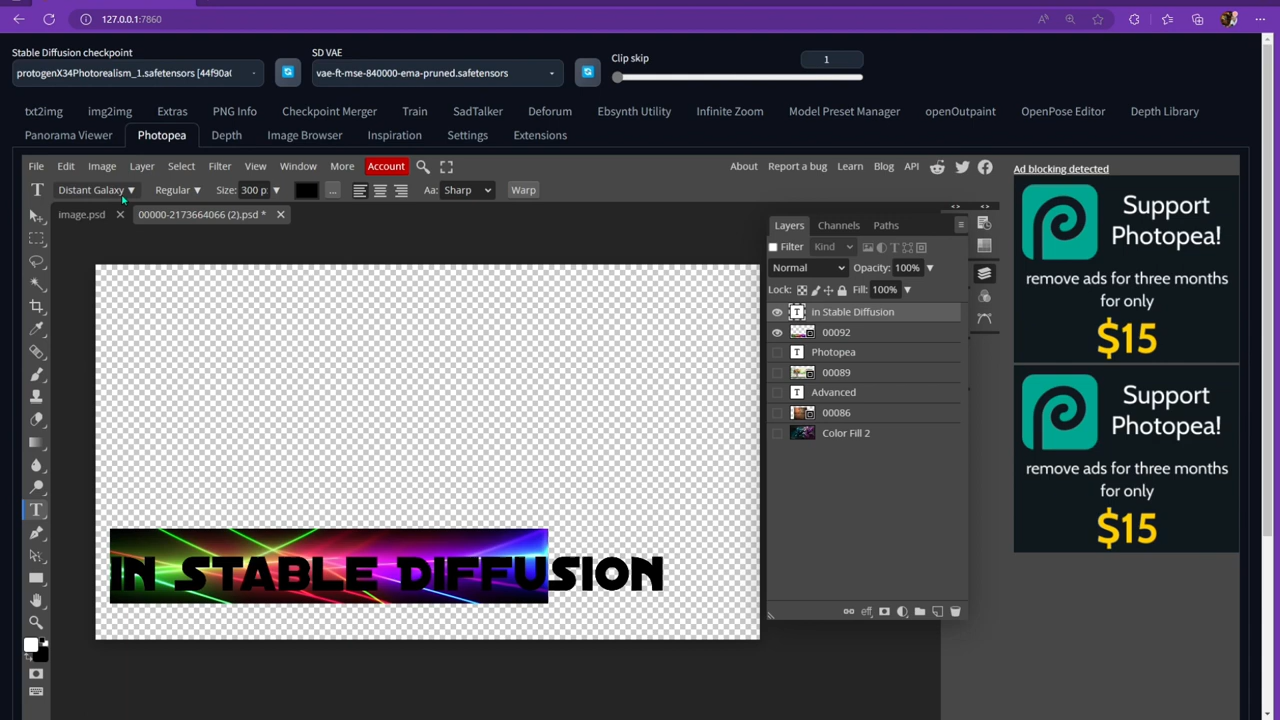 127.0.0.1:7860
Stable Diffusion checkpoint
SD VAE
Clip skip
1
protogenX34Photorealism_1.safetensors [44f90a0
vae-ft-mse-840000-ema-pruned.safetensors
txt2img img2img Extras PNG Info Checkpoint Merger Train SadTalker Deforum Ebsynth Utility Infinite Zoom Model Preset Manager openOutpaint OpenPose Editor Depth Library
Panorama Viewer Photopea Depth Image Browser Inspiration Settings Extensions
File Edit Image Layer Select Filter View Window More Account About Report a bug Learn Blog API
Ad blocking detected
T Distant Galaxy Regular Size: 300 p ... Aa: Sharp Warp
image.psd 00000-2173664066 (2).psd *
Layers Channels Paths
Filter Kind
Normal Opacity: 100%
Lock: Fill: 100%
T in Stable Diffusion
00092
T Photopea
00089
T Advanced
00086
Color Fill 2
eff
IN STABLE DIFFUSION
Support
Photopea!
remove ads for three months
for only
$15
Support
Photopea!
remove ads for three months
for only
$15